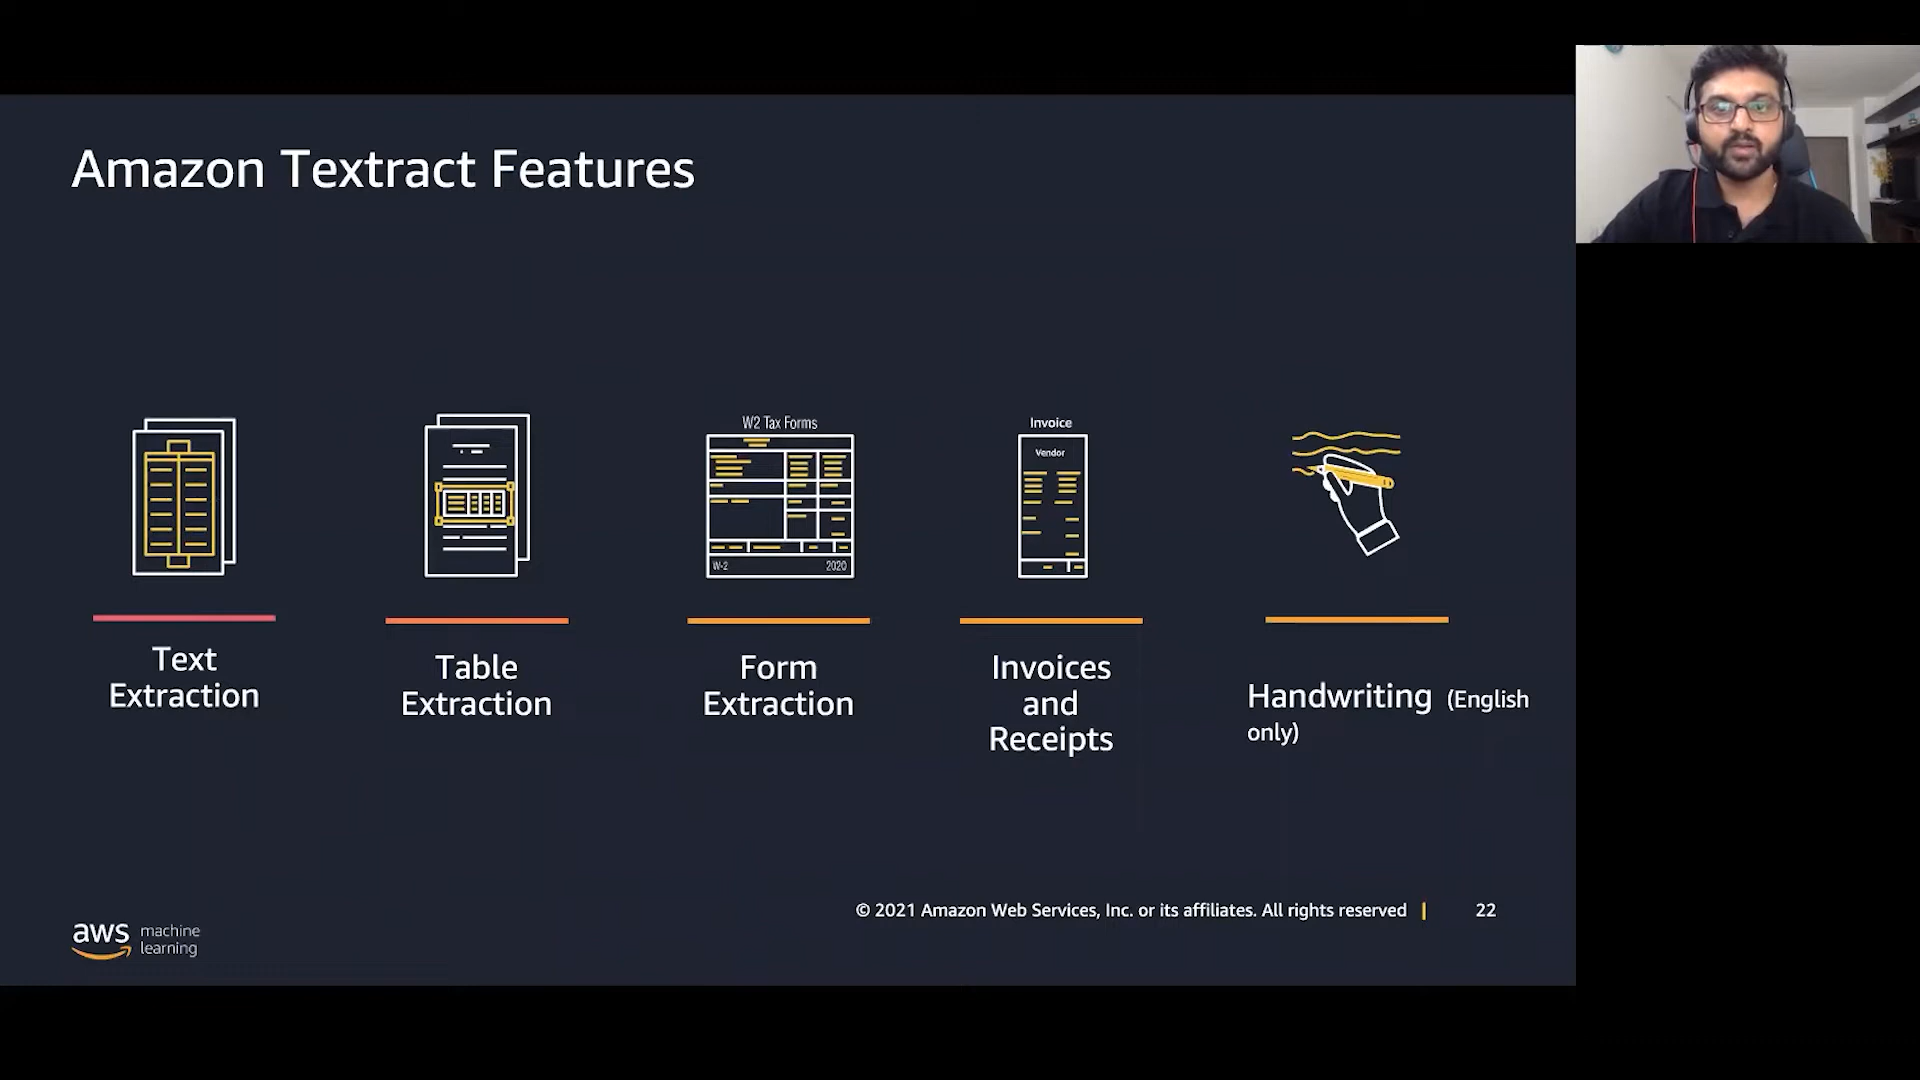 Amazon Textract Features
W2 Tax Forms
W-2
2020
Invoice
Vendor
Text
Extraction
Table
Extraction
Form
Extraction
Invoices
and
Receipts
Handwriting (English
only)
© 2021 Amazon Web Services, Inc. or its affiliates. All rights reserved | 22
aws machine
learning